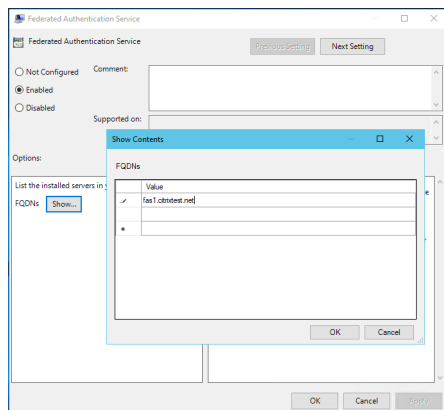 Federated Authentication Service
Federated Authentication Service
Previous Setting
Next Setting
Not Configured
Comment:
Enabled
Disabled
Supported on:
Options:
Show Contents
FQDNs
Value
fas1.citrixtest.net
List the installed servers in
FQDNs
Show...
OK
Cancel
OK
Cancel
Apply